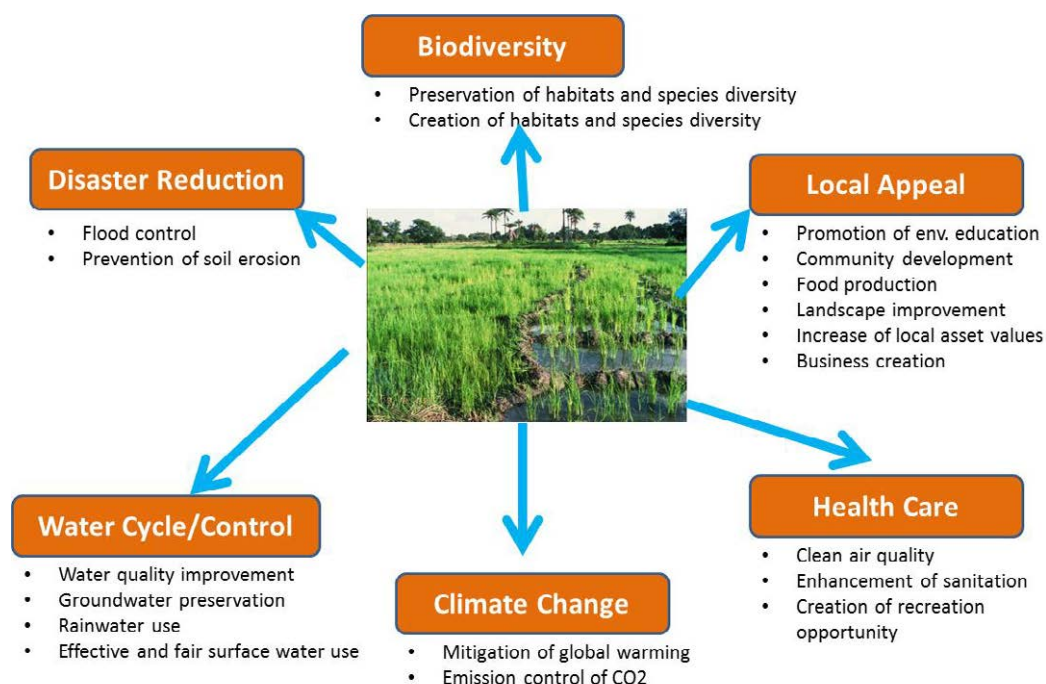 Biodiversity
• Preservation of habitats and species diversity
• Creation of habitats and species diversity
Disaster Reduction
• Flood control
• Prevention of soil erosion
Local Appeal
• Promotion of env. education
• Community development
• Food production
• Landscape improvement
• Increase of local asset values
• Business creation
Water Cycle/Control
• Water quality improvement
• Groundwater preservation
• Rainwater use
• Effective and fair surface water use
Climate Change
• Mitigation of global warming
• Emission control of CO2
Health Care
• Clean air quality
• Enhancement of sanitation
• Creation of recreation
opportunity